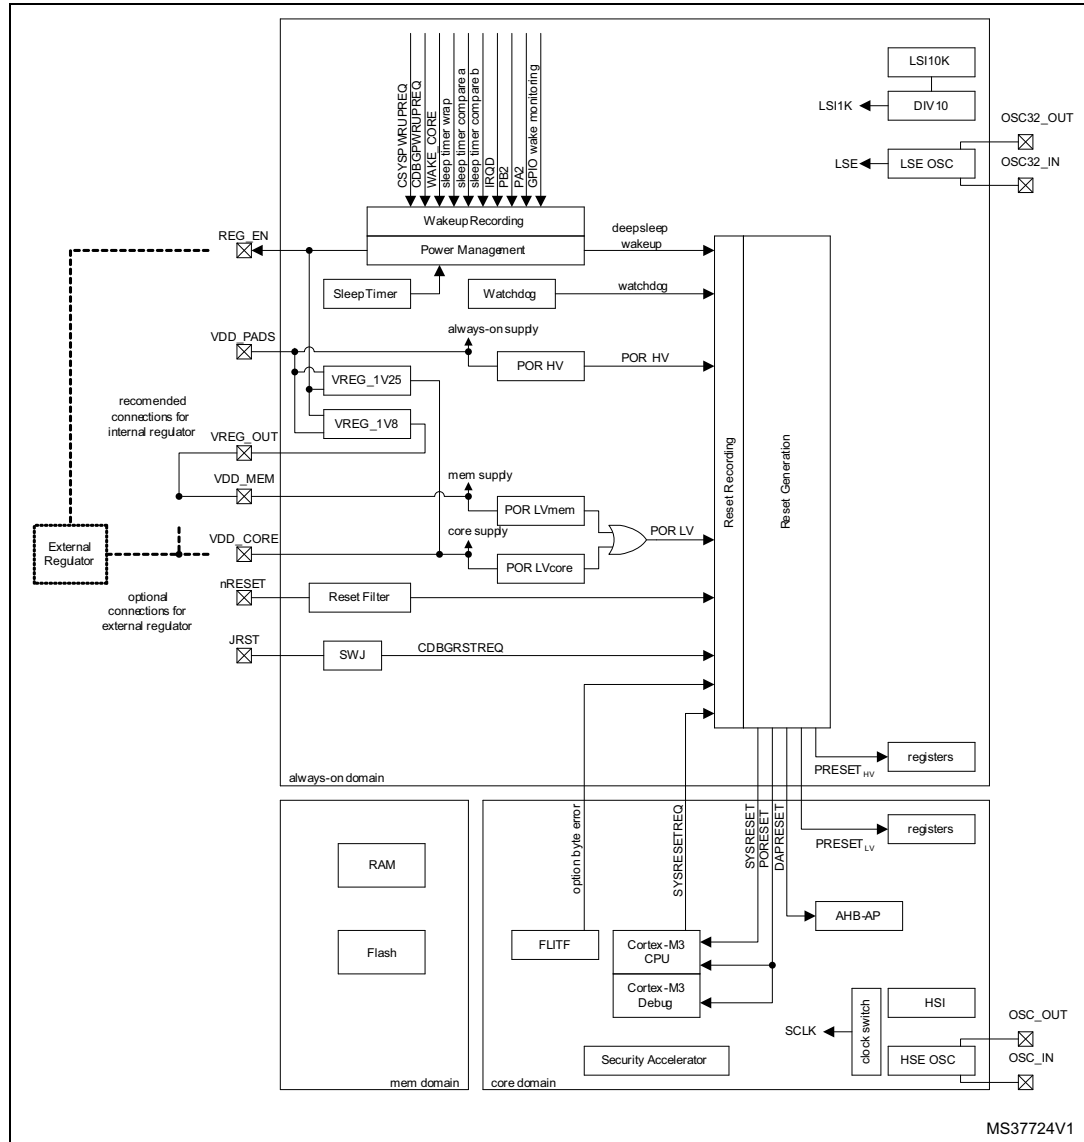 CSYSPWRUPREQ
CDBGPWRUPREQ
WAKE_CORE
sleep timer wrap
sleep timer compare a
sleep timer compare b
IRQD
PB2
PA2
GPIO wake monitoring
LSI10K
LSI1K
DIV10
OSC32_OUT
LSE
LSE OSC
OSC32_IN
Wakeup Recording
REG_EN
Power Management
deepsleep
wakeup
Sleep Timer
Watchdog
watchdog
always-on supply
VDD_PADS
POR HV
POR HV
VREG_1V25
recomended
connections for
internal regulator
VREG_1V8
VREG_OUT
Reset Recording
Reset Generation
mem supply
VDD_MEM
POR LVmem
core supply
POR LV
External
Regulator
VDD_CORE
POR LVcore
nRESET
Reset Filter
optional
connections for
external regulator
JRST
SWJ
CDBGRSTREQ
registers
PRESETHV
always-on domain
option byte error
SYSRESETREQ
SYSRESET
PORESET
DAPRESET
registers
PRESETLV
RAM
AHB-AP
Flash
FLITF
Cortex-M3
CPU
Cortex-M3
Debug
HSI
SCLK
clock switch
OSC_OUT
Security Accelerator
HSE OSC
OSC_IN
mem domain
core domain
MS37724V1